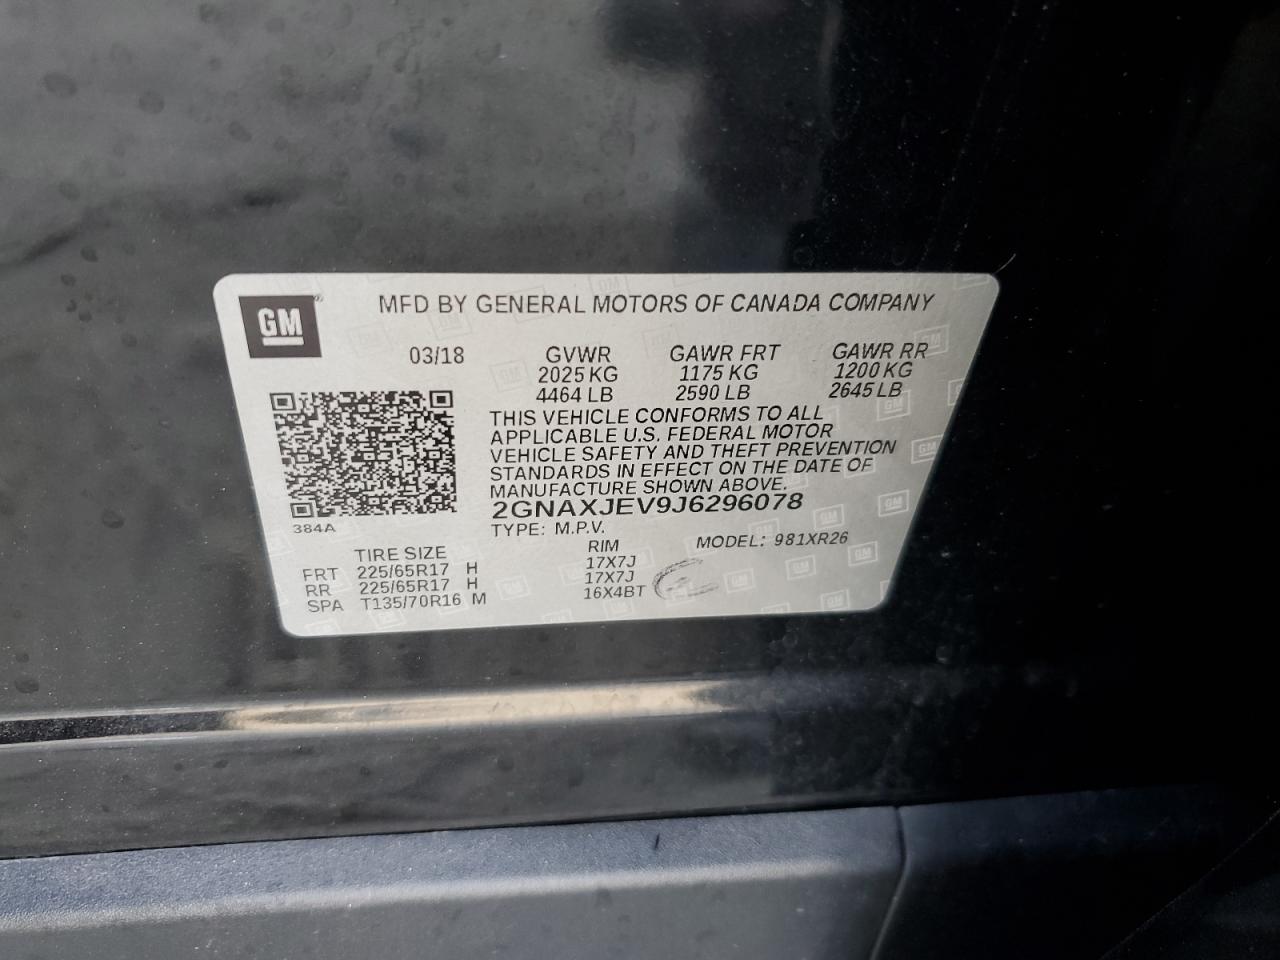 GM
MFD BY GENERAL MOTORS OF CANADA COMPANY
03/18 GVWR GAWR FRT GAWR RR
2025 KG 1175 KG 1200 KG
4464 LB 2590 LB 2645 LB
THIS VEHICLE CONFORMS TO ALL
APPLICABLE U.S. FEDERAL MOTOR
VEHICLE SAFETY AND THEFT PREVENTION
STANDARDS IN EFFECT ON THE DATE OF
MANUFACTURE SHOWN ABOVE.
2GNAXJEV9J6296078
384A
TYPE: M.P.V. MODEL: 981XR26
TIRE SIZE RIM
FRT 225/65R17 H 17X7J
RR 225/65R17 H 17X7J
SPA T135/70R16 M 16X4BT